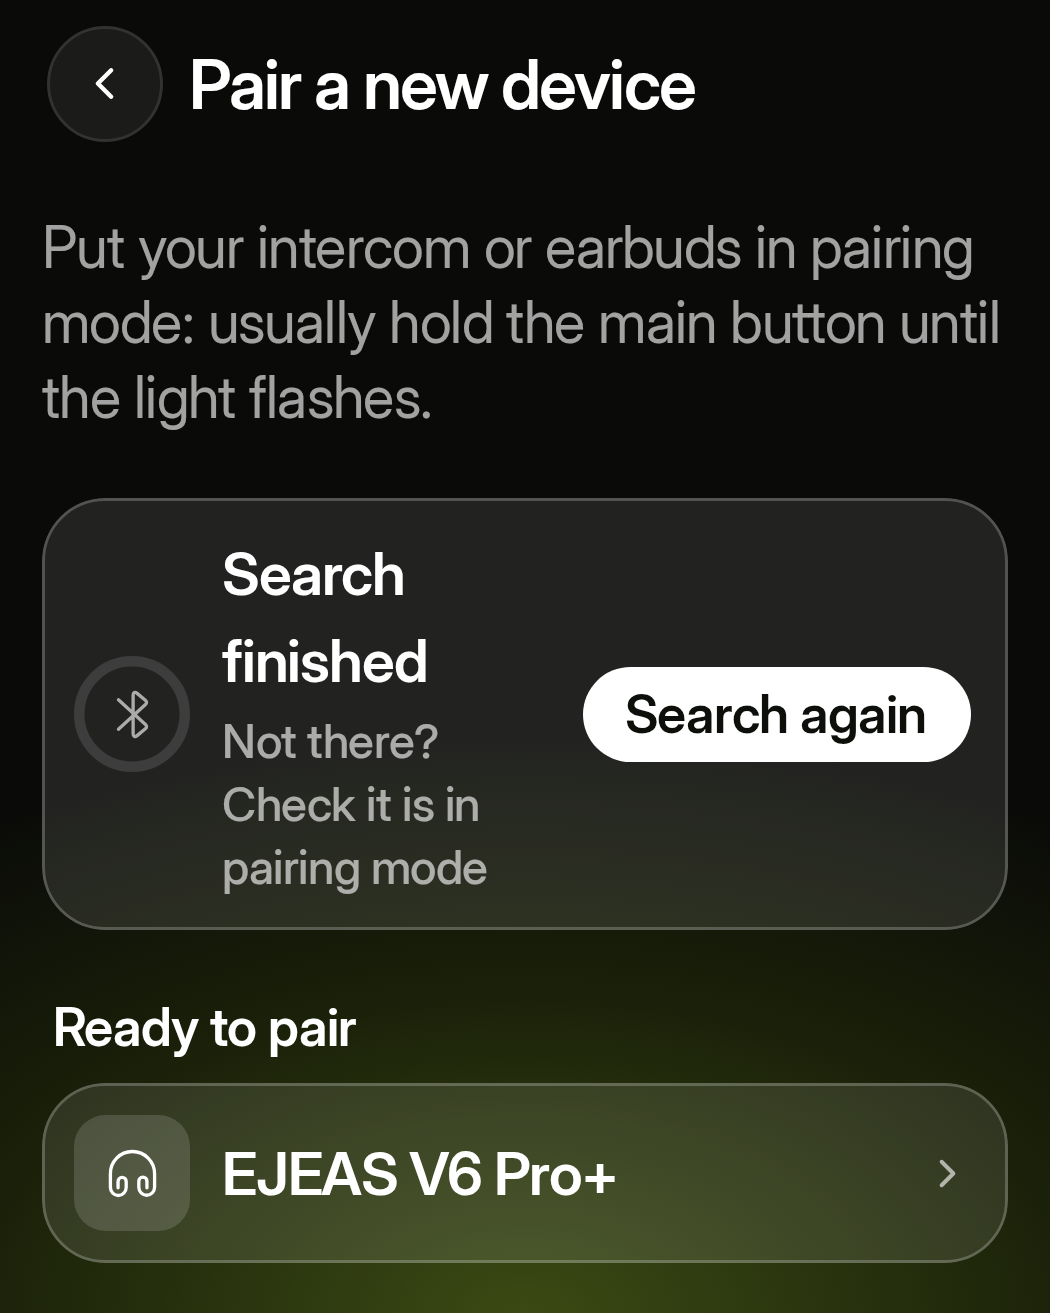 Pair a new device
Put your intercom or earbuds in pairing
mode: usually hold the main button until
the light flashes.
Search
finished
Not there?
Check it is in
pairing mode
Search again
Ready to pair
EJEAS V6 Pro+